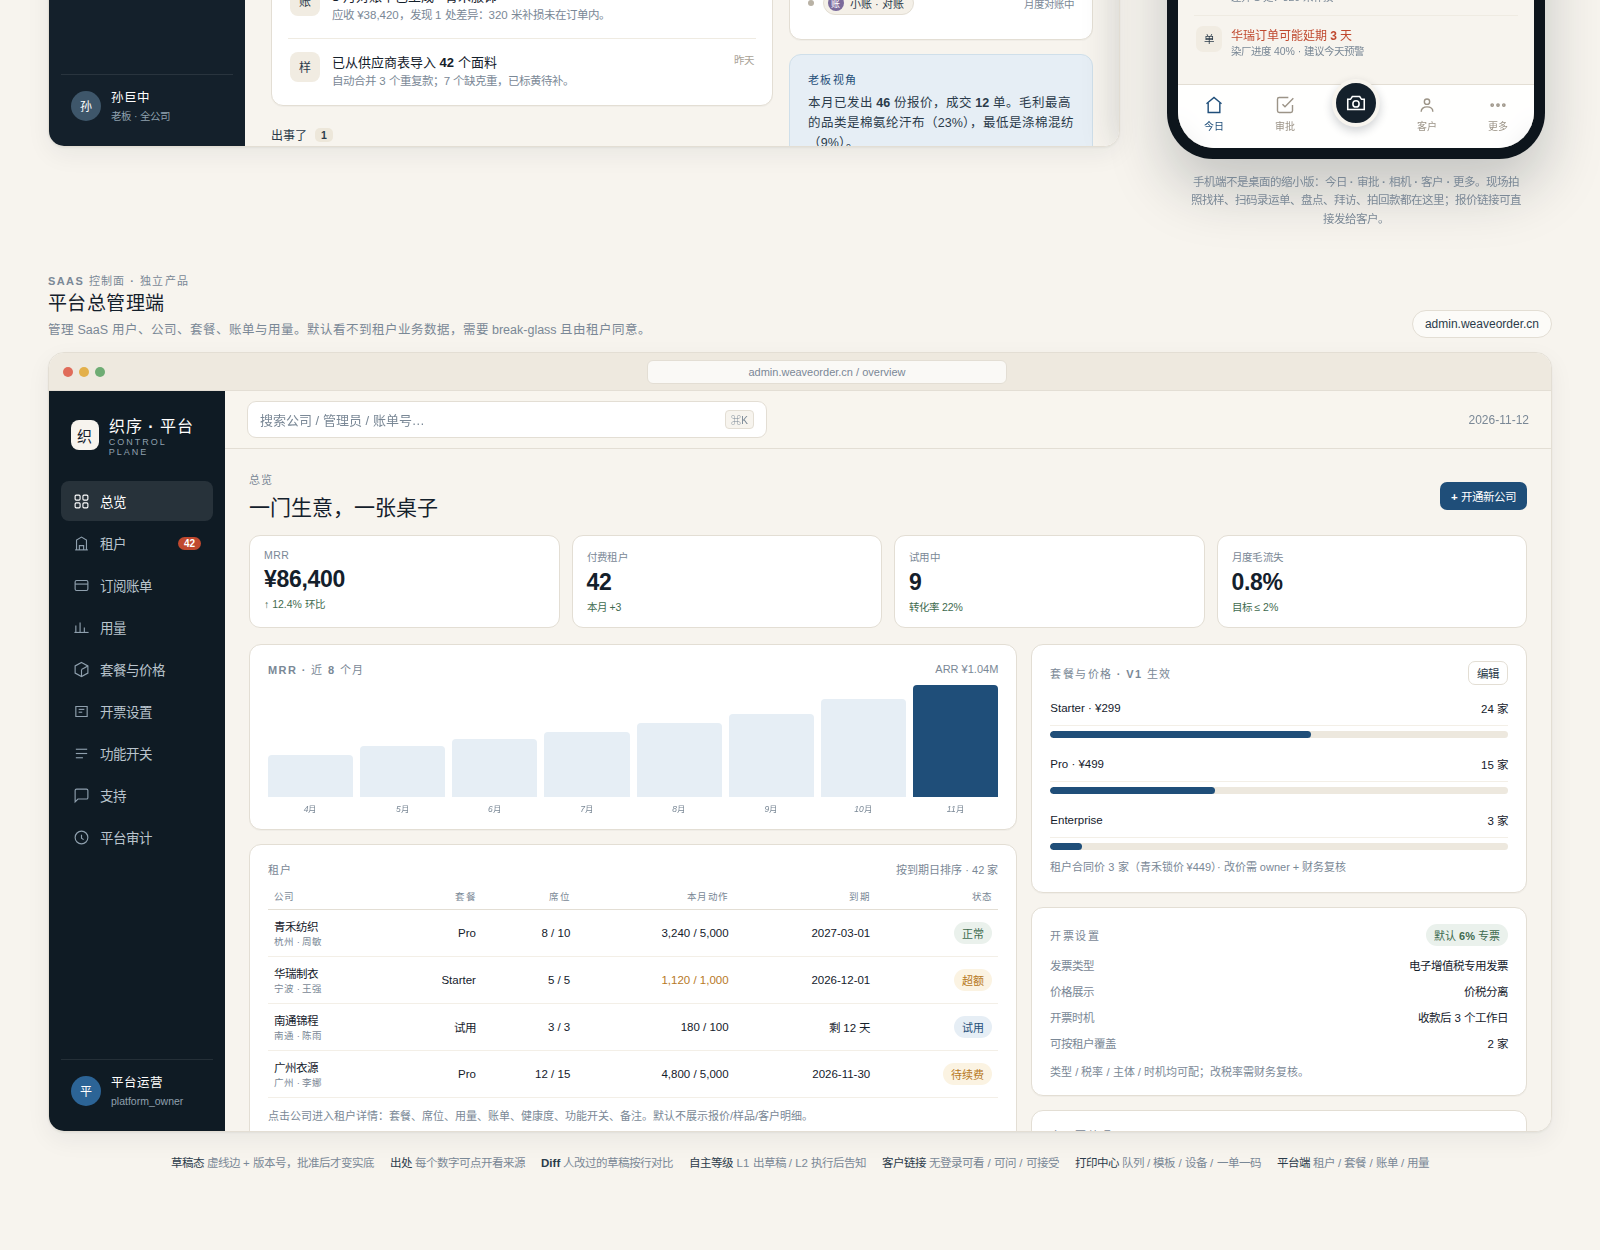 应收 ¥38,420，发现 1 处差异：320 米补损未在订单内。
样
已从供应商表导入 42 个面料
自动合并 3 个重复款；7 个缺克重，已标黄待补。
昨天
出事了 1
孙
孙巨中
老板 · 全公司
账
小账 · 对账
月度对账中
老板视角
本月已发出 46 份报价，成交 12 单。毛利最高
的品类是棉氨纶汗布（23%），最低是涤棉混纺
（9%）。
单
华瑞订单可能延期 3 天
染厂进度 40% · 建议今天预警
今日
审批
客户
更多
手机端不是桌面的缩小版：今日 · 审批 · 相机 · 客户 · 更多。现场拍
照找样、扫码录运单、盘点、拜访、拍回款都在这里；报价链接可直
接发给客户。
SAAS 控制面 · 独立产品
平台总管理端
管理 SaaS 用户、公司、套餐、账单与用量。默认看不到租户业务数据，需要 break-glass 且由租户同意。
admin.weaveorder.cn
admin.weaveorder.cn / overview
织
织序 · 平台
CONTROL
PLANE
总览
租户 42
订阅账单
用量
套餐与价格
开票设置
功能开关
支持
平台审计
平
平台运营
platform_owner
搜索公司 / 管理员 / 账单号…
⌘K
2026-11-12
总览
一门生意，一张桌子
+ 开通新公司
MRR
¥86,400
↑ 12.4% 环比
付费租户
42
本月 +3
试用中
9
转化率 22%
月度毛流失
0.8%
目标 ≤ 2%
MRR · 近 8 个月
ARR ¥1.04M
4月 5月 6月 7月 8月 9月 10月 11月
租户
按到期日排序 · 42 家
公司 套餐 席位 本月动作 到期 状态
青禾纺织
杭州 · 周敏
Pro 8 / 10 3,240 / 5,000 2027-03-01 正常
华瑞制衣
宁波 · 王强
Starter 5 / 5 1,120 / 1,000 2026-12-01 超额
南通锦程
南通 · 陈雨
试用 3 / 3 180 / 100 剩 12 天 试用
广州衣源
广州 · 李娜
Pro 12 / 15 4,800 / 5,000 2026-11-30 待续费
点击公司进入租户详情：套餐、席位、用量、账单、健康度、功能开关、备注。默认不展示报价/样品/客户明细。
套餐与价格 · V1 生效
编辑
Starter · ¥299 24 家
Pro · ¥499 15 家
Enterprise 3 家
租户合同价 3 家（青禾锁价 ¥449）· 改价需 owner + 财务复核
开票设置
默认 6% 专票
发票类型 电子增值税专用发票
价格展示 价税分离
开票时机 收款后 3 个工作日
可按租户覆盖 2 家
类型 / 税率 / 主体 / 时机均可配；改税率需财务复核。
草稿态 虚线边 + 版本号，批准后才变实底 出处 每个数字可点开看来源 Diff 人改过的草稿按行对比 自主等级 L1 出草稿 / L2 执行后告知 客户链接 无登录可看 / 可问 / 可接受 打印中心 队列 / 模板 / 设备 / 一单一码 平台端 租户 / 套餐 / 账单 / 用量